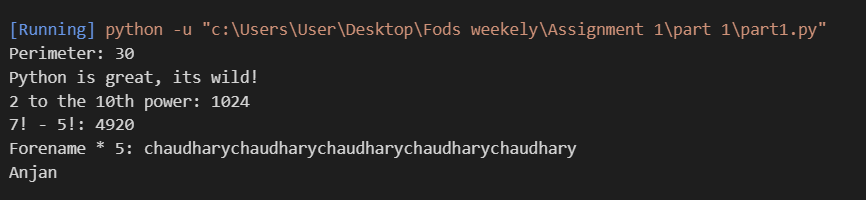 [Running] python -u "c:\Users\User\Desktop\Fods weekely\Assignment 1\part 1\part1.py"
Perimeter: 30
Python is great, its wild!
2 to the 10th power: 1024
7! - 5!: 4920
Forename * 5: chaudharychaudharychaudharychaudharychaudhary
Anjan